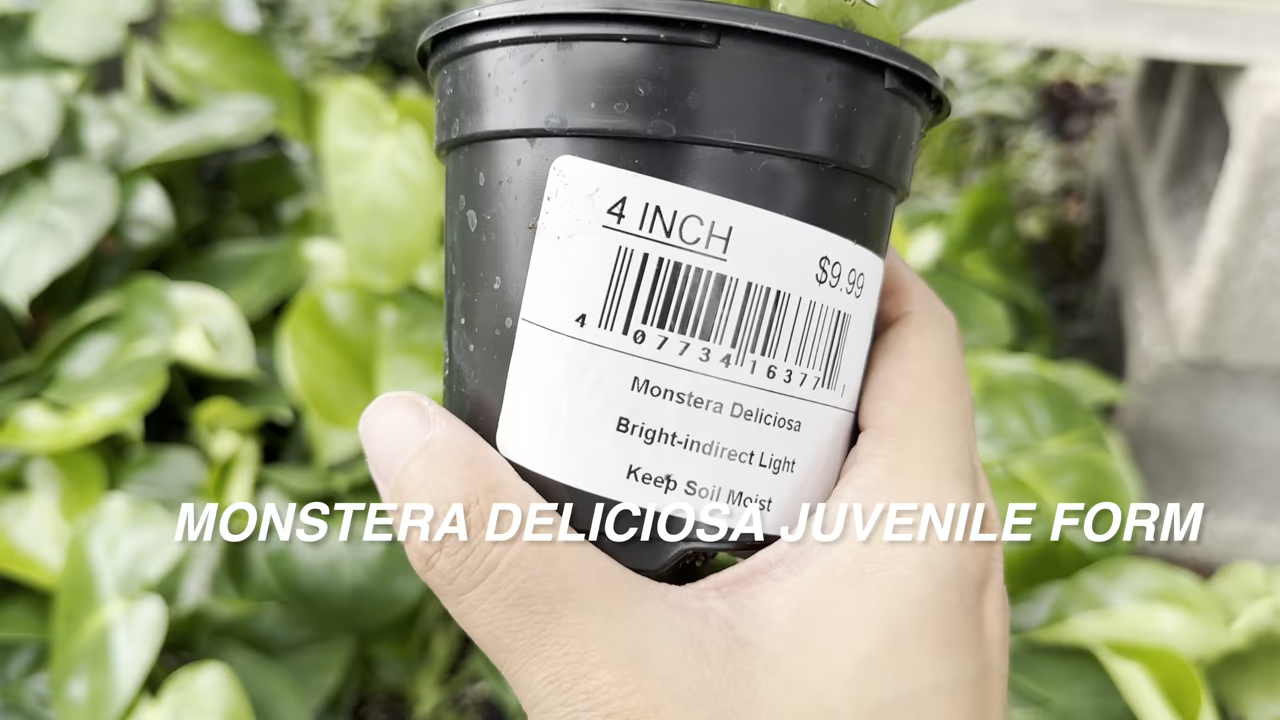 4 INCH
$9.99
4 07734 16377 1
Monstera Deliciosa
Bright-indirect Light
Keep Soil Moist
MONSTERA DELICIOSA JUVENILE FORM